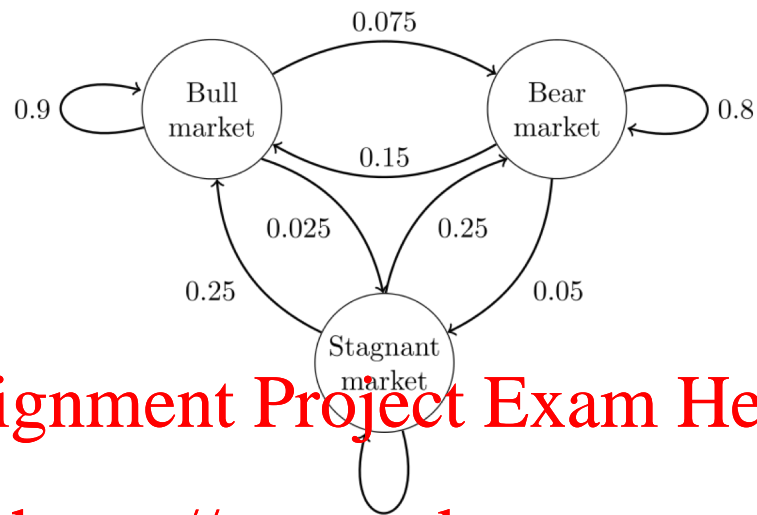 0.075
Bull
market
Bear
market
0.9
0.8
0.15
0.025
0.25
0.25
0.05
Stagnant
market
ignment Project Exam He